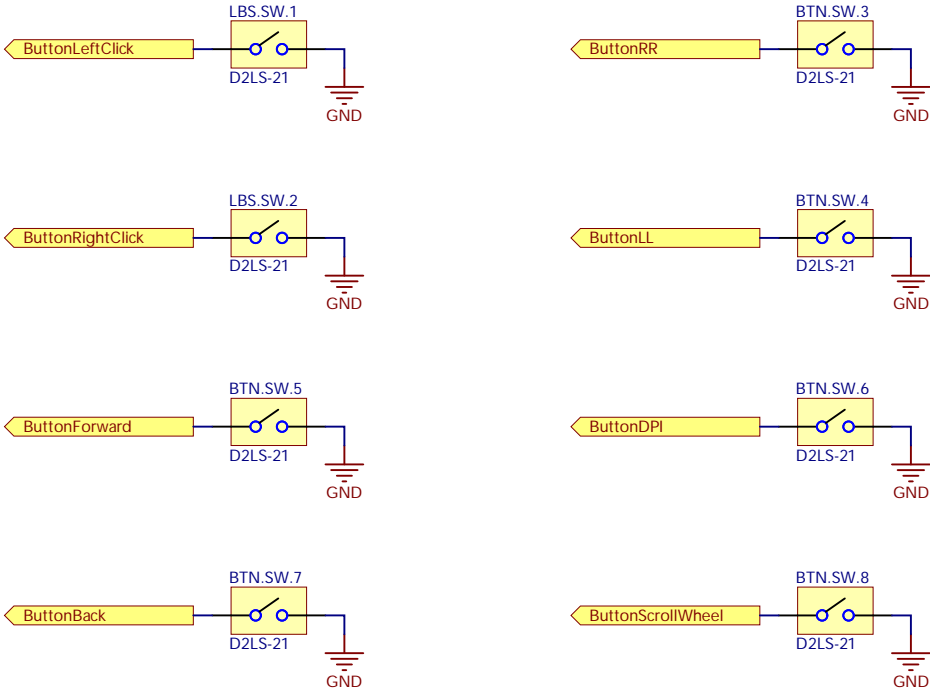 LBS.SW.1
ButtonLeftClick
D2LS-21
GND
BTN.SW.3
ButtonRR
D2LS-21
GND
LBS.SW.2
ButtonRightClick
D2LS-21
GND
BTN.SW.4
ButtonLL
D2LS-21
GND
BTN.SW.5
ButtonForward
D2LS-21
GND
BTN.SW.6
ButtonDPI
D2LS-21
GND
BTN.SW.7
ButtonBack
D2LS-21
GND
BTN.SW.8
ButtonScrollWheel
D2LS-21
GND